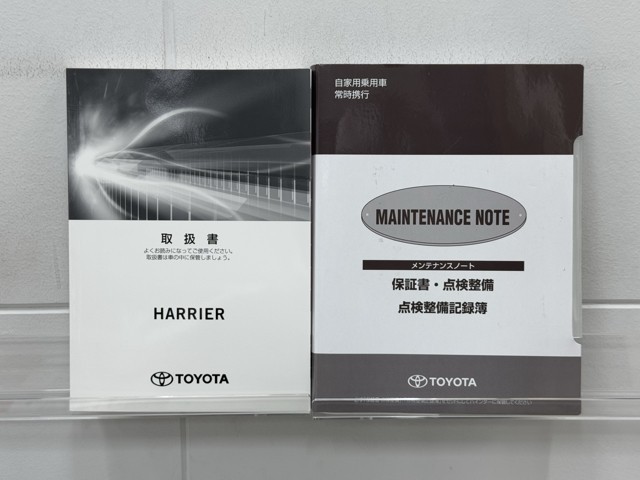 取扱書
よくお読みになってご使用ください。
取扱書は車の中に保管しましょう。
HARRIER
TOYOTA
自家用乗用車
常時携行
MAINTENANCE NOTE
メンテナンスノート
保証書・点検整備
点検整備記録簿
TOYOTA